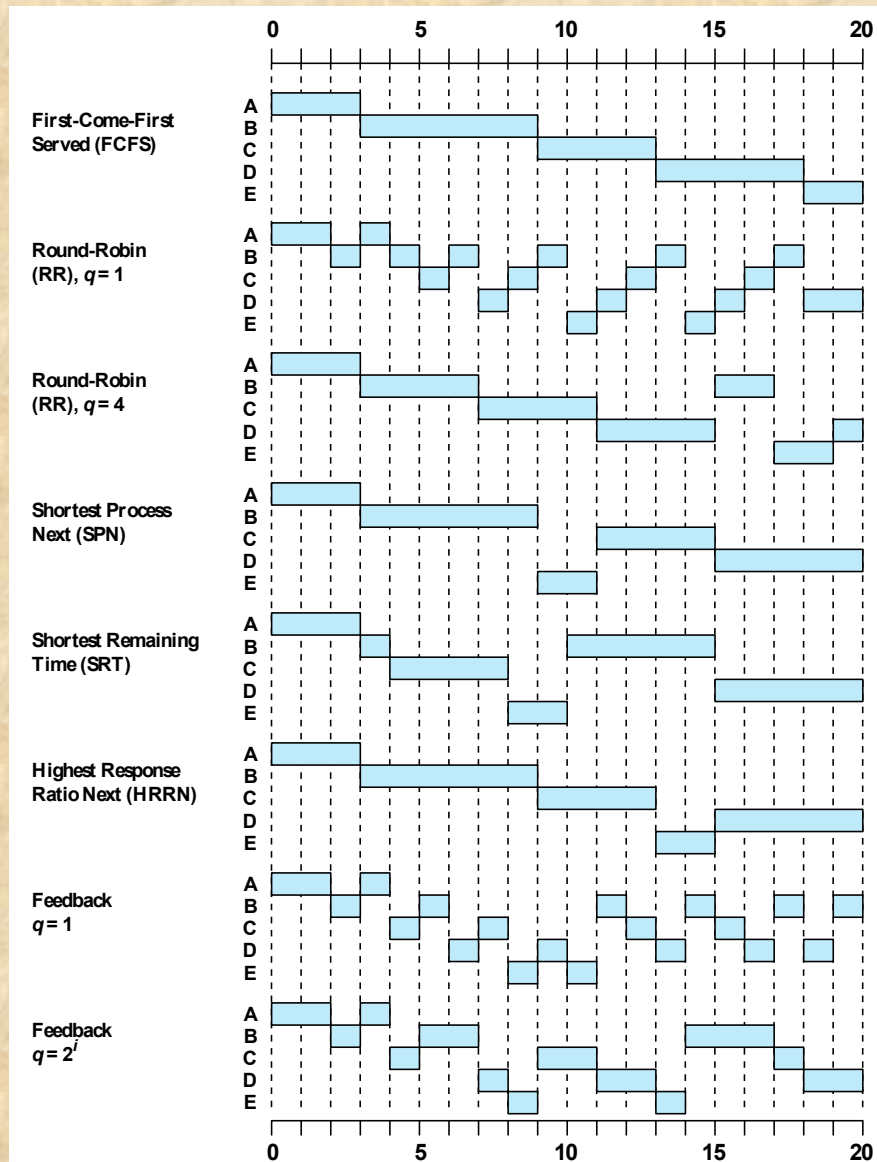 0 5 10 15 20
First-Come-First
Served (FCFS)
A
B
C
D
E
Round-Robin
(RR), q = 1
A
B
C
D
E
Round-Robin
(RR), q = 4
A
B
C
D
E
Shortest Process
Next (SPN)
A
B
C
D
E
Shortest Remaining
Time (SRT)
A
B
C
D
E
Highest Response
Ratio Next (HRRN)
A
B
C
D
E
Feedback
q = 1
A
B
C
D
E
Feedback
q = 2^i
A
B
C
D
E
0 5 10 15 20